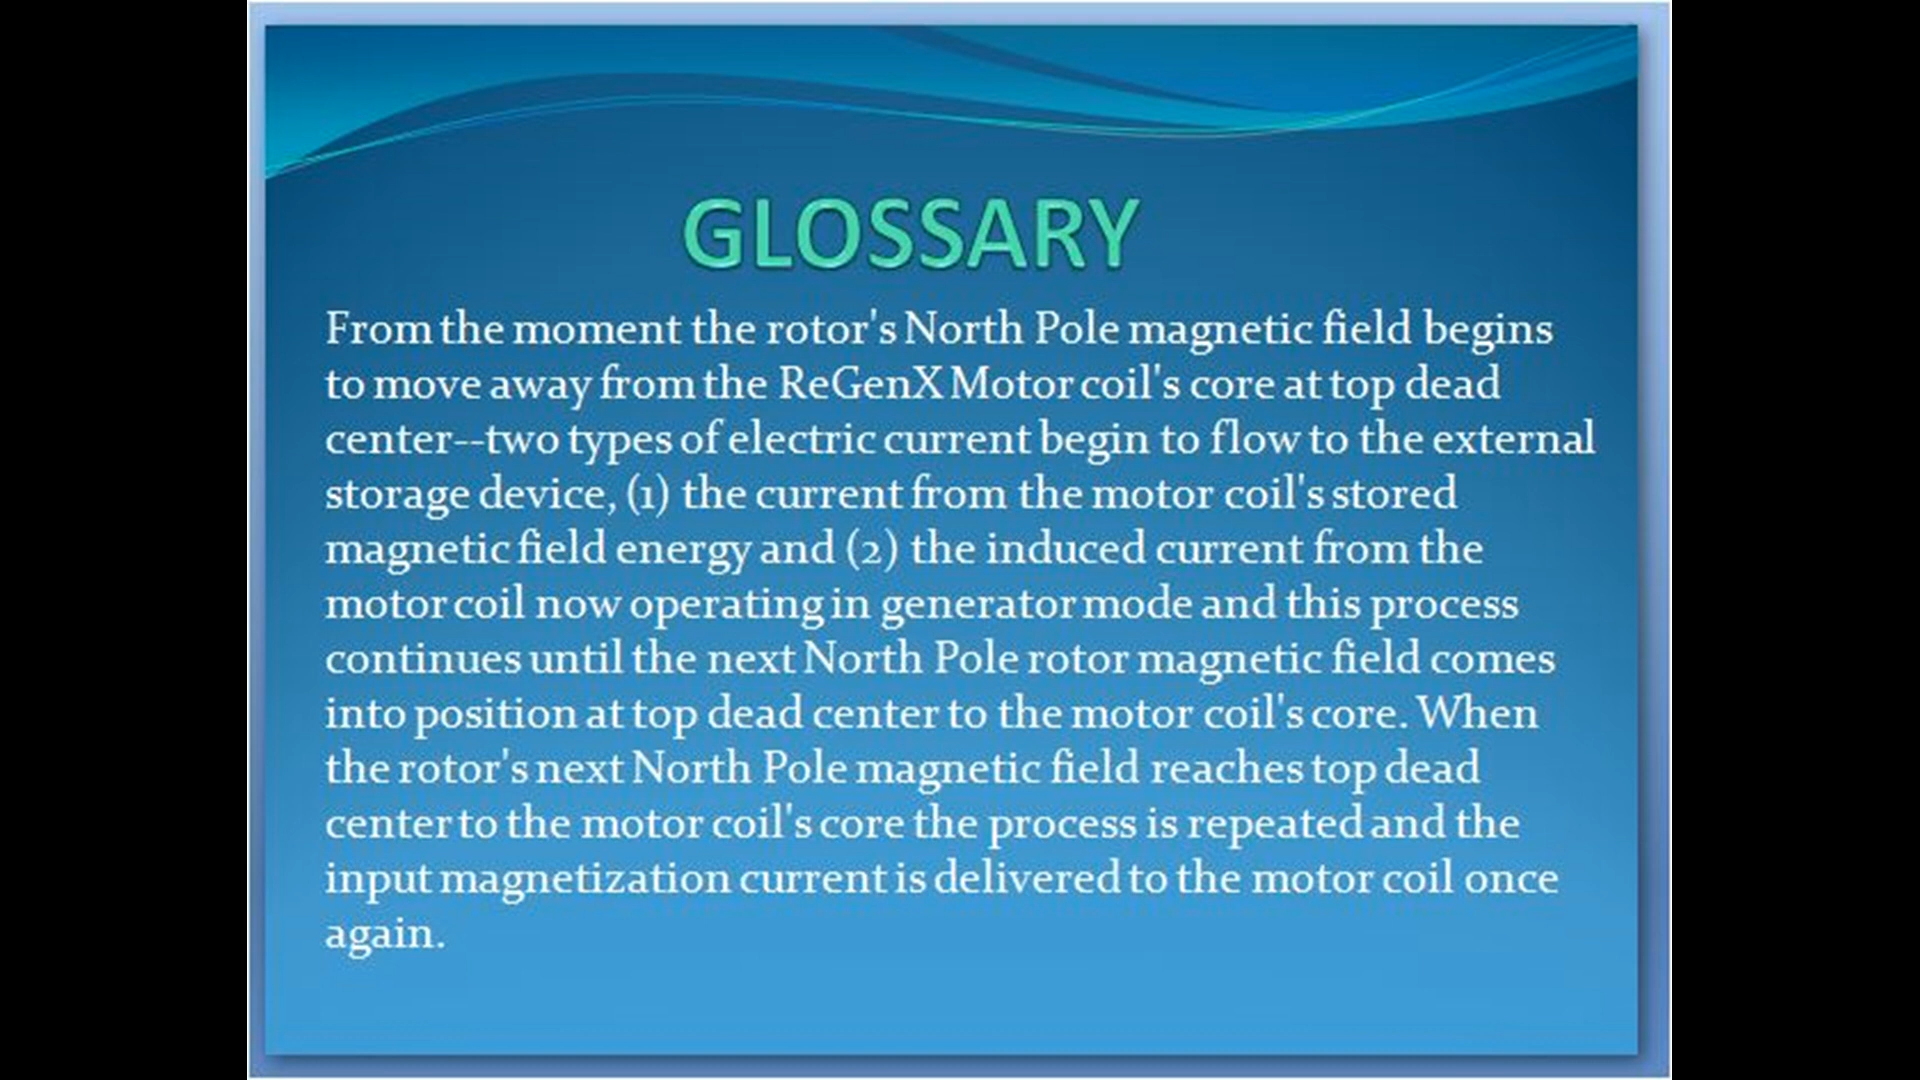 GLOSSARY
From the moment the rotor's North Pole magnetic field begins
to move away from the ReGenX Motor coil's core at top dead
center--two types of electric current begin to flow to the external
storage device, (1) the current from the motor coil's stored
magnetic field energy and (2) the induced current from the
motor coil now operating in generator mode and this process
continues until the next North Pole rotor magnetic field comes
into position at top dead center to the motor coil's core. When
the rotor's next North Pole magnetic field reaches top dead
center to the motor coil's core the process is repeated and the
input magnetization current is delivered to the motor coil once
again.